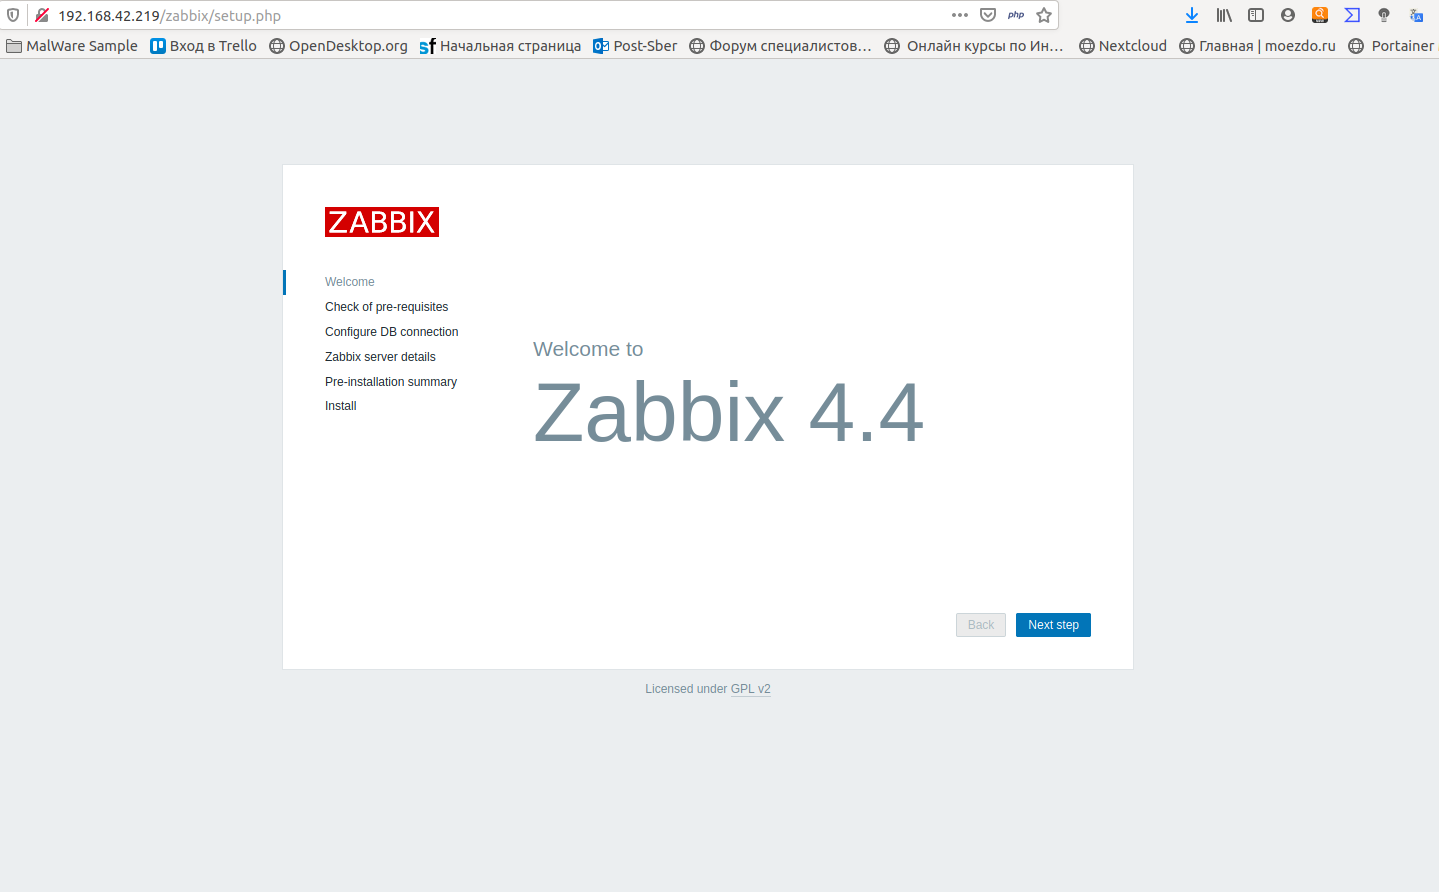 192.168.42.219/zabbix/setup.php
php
MalWare Sample
Вход в Trello
OpenDesktop.org
Начальная страница
Post-Sber
Форум специалистов…
Онлайн курсы по Ин…
Nextcloud
Главная | moezdo.ru
Portainer
ZABBIX
Welcome
Check of pre-requisites
Configure DB connection
Zabbix server details
Pre-installation summary
Install
Welcome to
Zabbix 4.4
Back
Next step
Licensed under GPL v2